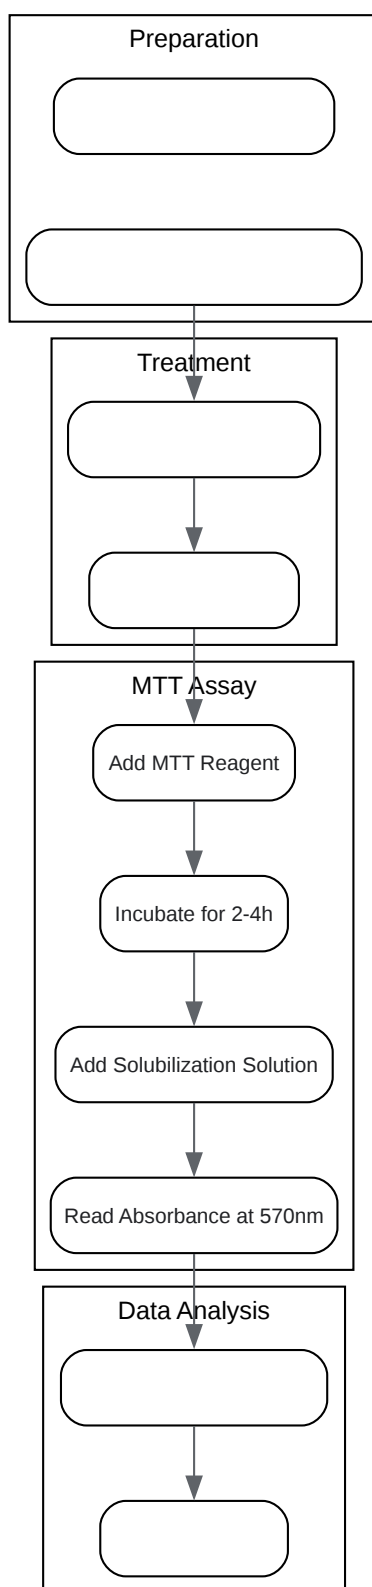 Preparation
Treatment
MTT Assay
Add MTT Reagent
Incubate for 2-4h
Add Solubilization Solution
Read Absorbance at 570nm
Data Analysis